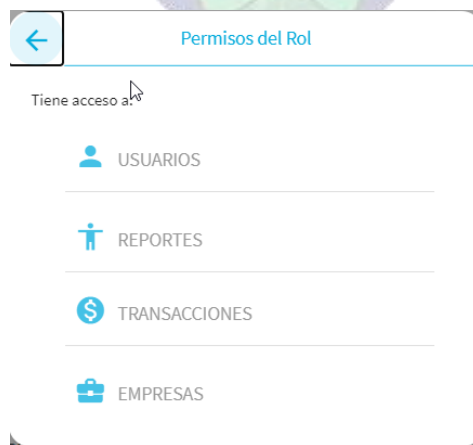 Permisos del Rol
Tiene acceso a:
USUARIOS
REPORTES
TRANSACCIONES
EMPRESAS